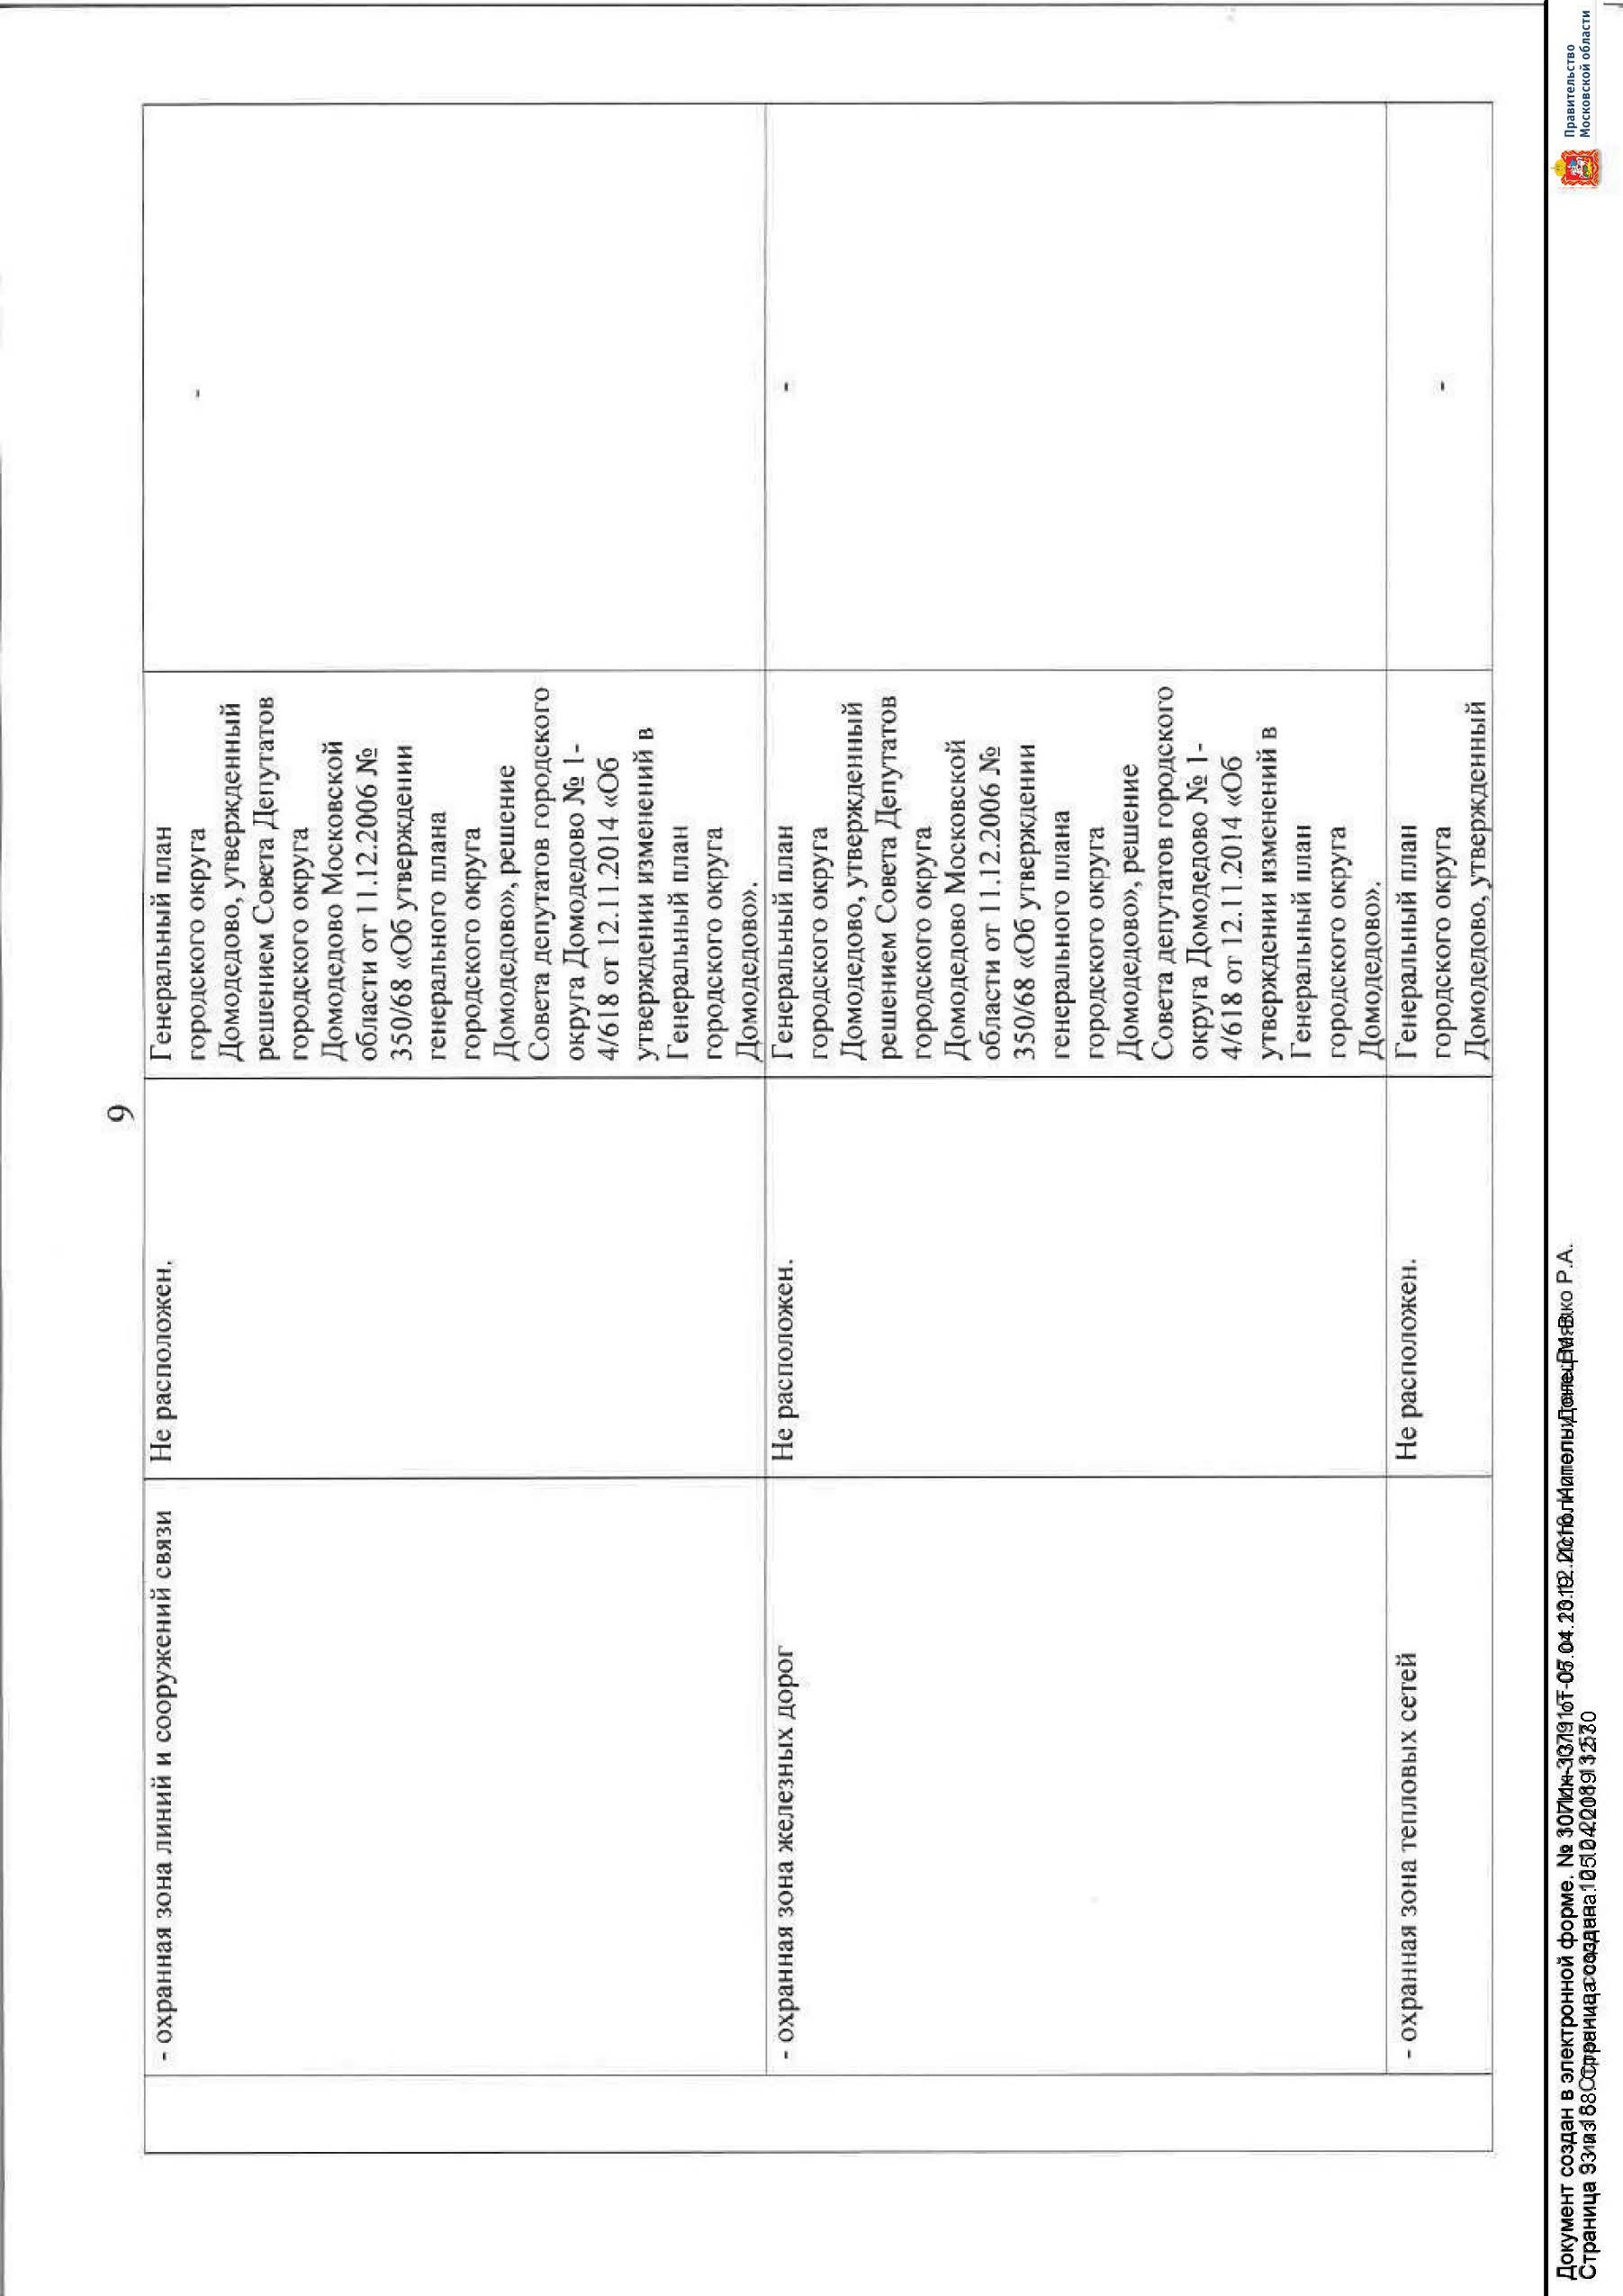 9
- охранная зона линий и сооружений связи
Не расположен.
Генеральный план
городского округа
Домодедово, утвержденный
решением Совета Депутатов
городского округа
Домодедово Московской
области от 11.12.2006 №
350/68 «Об утверждении
генерального плана
городского округа
Домодедово», решение
Совета депутатов городского
округа Домодедово № 1-
4/618 от 12.11.2014 «Об
утверждении изменений в
Генеральный план
городского округа
Домодедово».
-
- охранная зона железных дорог
Не расположен.
Генеральный план
городского округа
Домодедово, утвержденный
решением Совета Депутатов
городского округа
Домодедово Московской
области от 11.12.2006 №
350/68 «Об утверждении
генерального плана
городского округа
Домодедово», решение
Совета депутатов городского
округа Домодедово № 1-
4/618 от 12.11.2014 «Об
утверждении изменений в
Генеральный план
городского округа
Домодедово».
-
- охранная зона тепловых сетей
Не расположен.
Генеральный план
городского округа
Домодедово, утвержденный
-
Документ создан в электронной форме. №
Страница
Правительство
Московской области